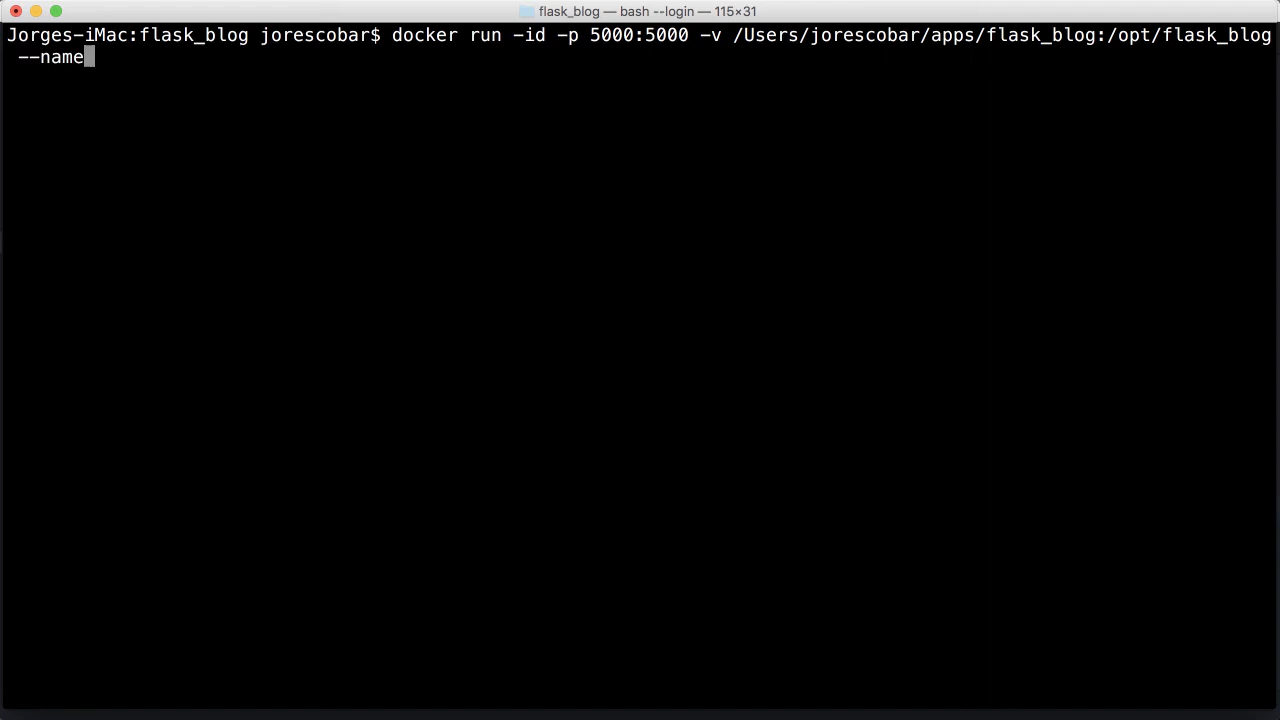 flask_blog — bash --login — 115×31
Jorges-iMac:flask_blog jorescobar$ docker run -id -p 5000:5000 -v /Users/jorescobar/apps/flask_blog:/opt/flask_blog
--name